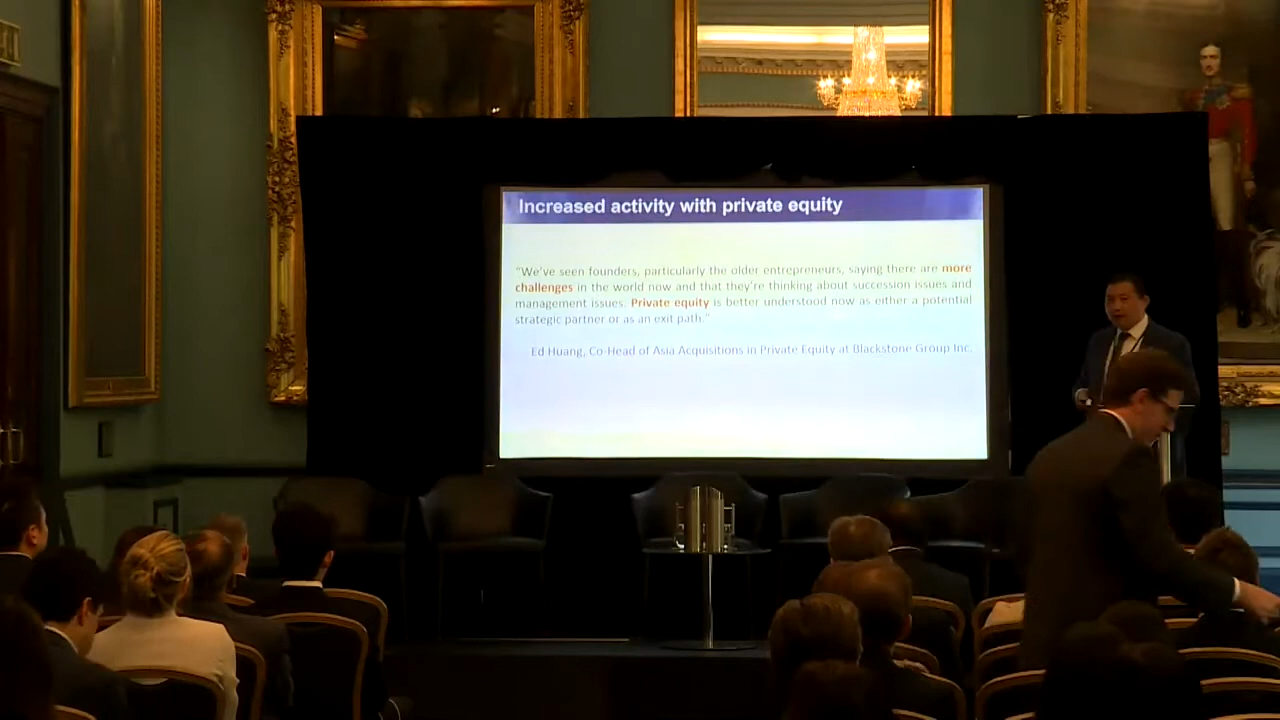 Increased activity with private equity
“We've seen founders, particularly the older entrepreneurs, saying there are more
challenges in the world now and that they're thinking about succession issues and
management issues. Private equity is better understood now as either a potential
strategic partner or as an exit path.”
Ed Huang, Co-Head of Asia Acquisitions in Private Equity at Blackstone Group Inc.